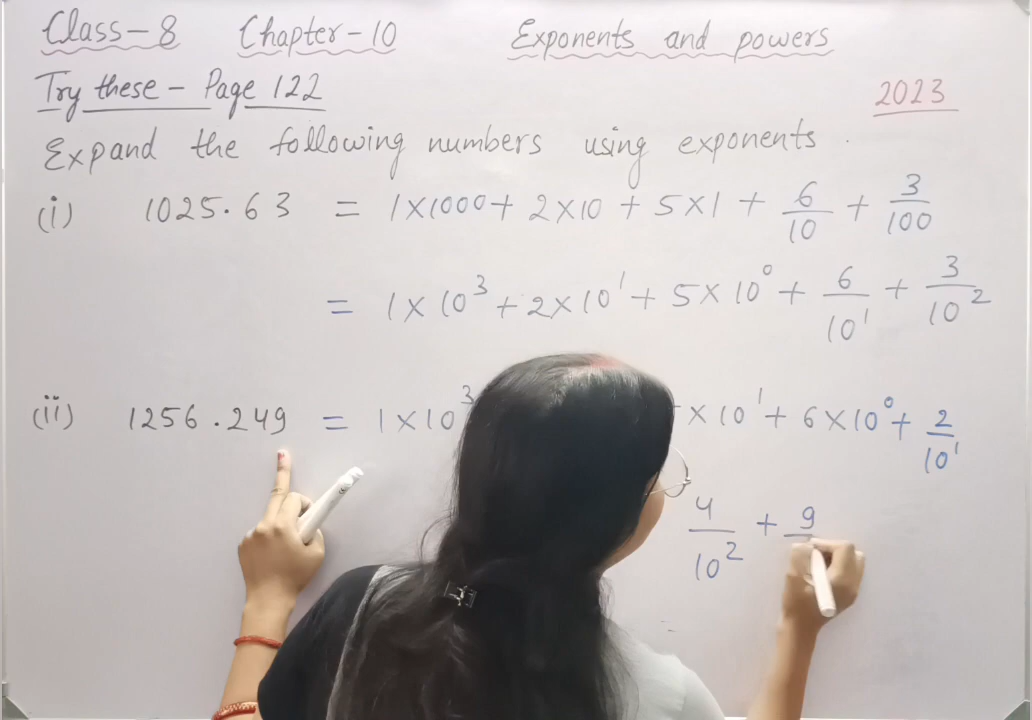 Class-8 Chapter-10 Exponents and powers
Try these - Page 122
2023
Expand the following numbers using exponents.
(i) 1025.63 = 1×1000+ 2×10 + 5×1 + 6/10 + 3/100
= 1×10³ + 2×10¹ + 5×10⁰ + 6/10¹ + 3/10²
(ii) 1256.249 = 1×10³ ×10¹ + 6×10⁰ + 2/10¹
4/10² + 9